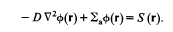 − D∇²ϕ(r) + Σₐϕ(r) = S(r).